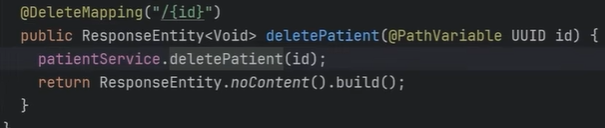 @DeleteMapping("/{id}")
public ResponseEntity<Void> deletePatient(@PathVariable UUID id) {
patientService.deletePatient(id);
return ResponseEntity.noContent().build();
}
}